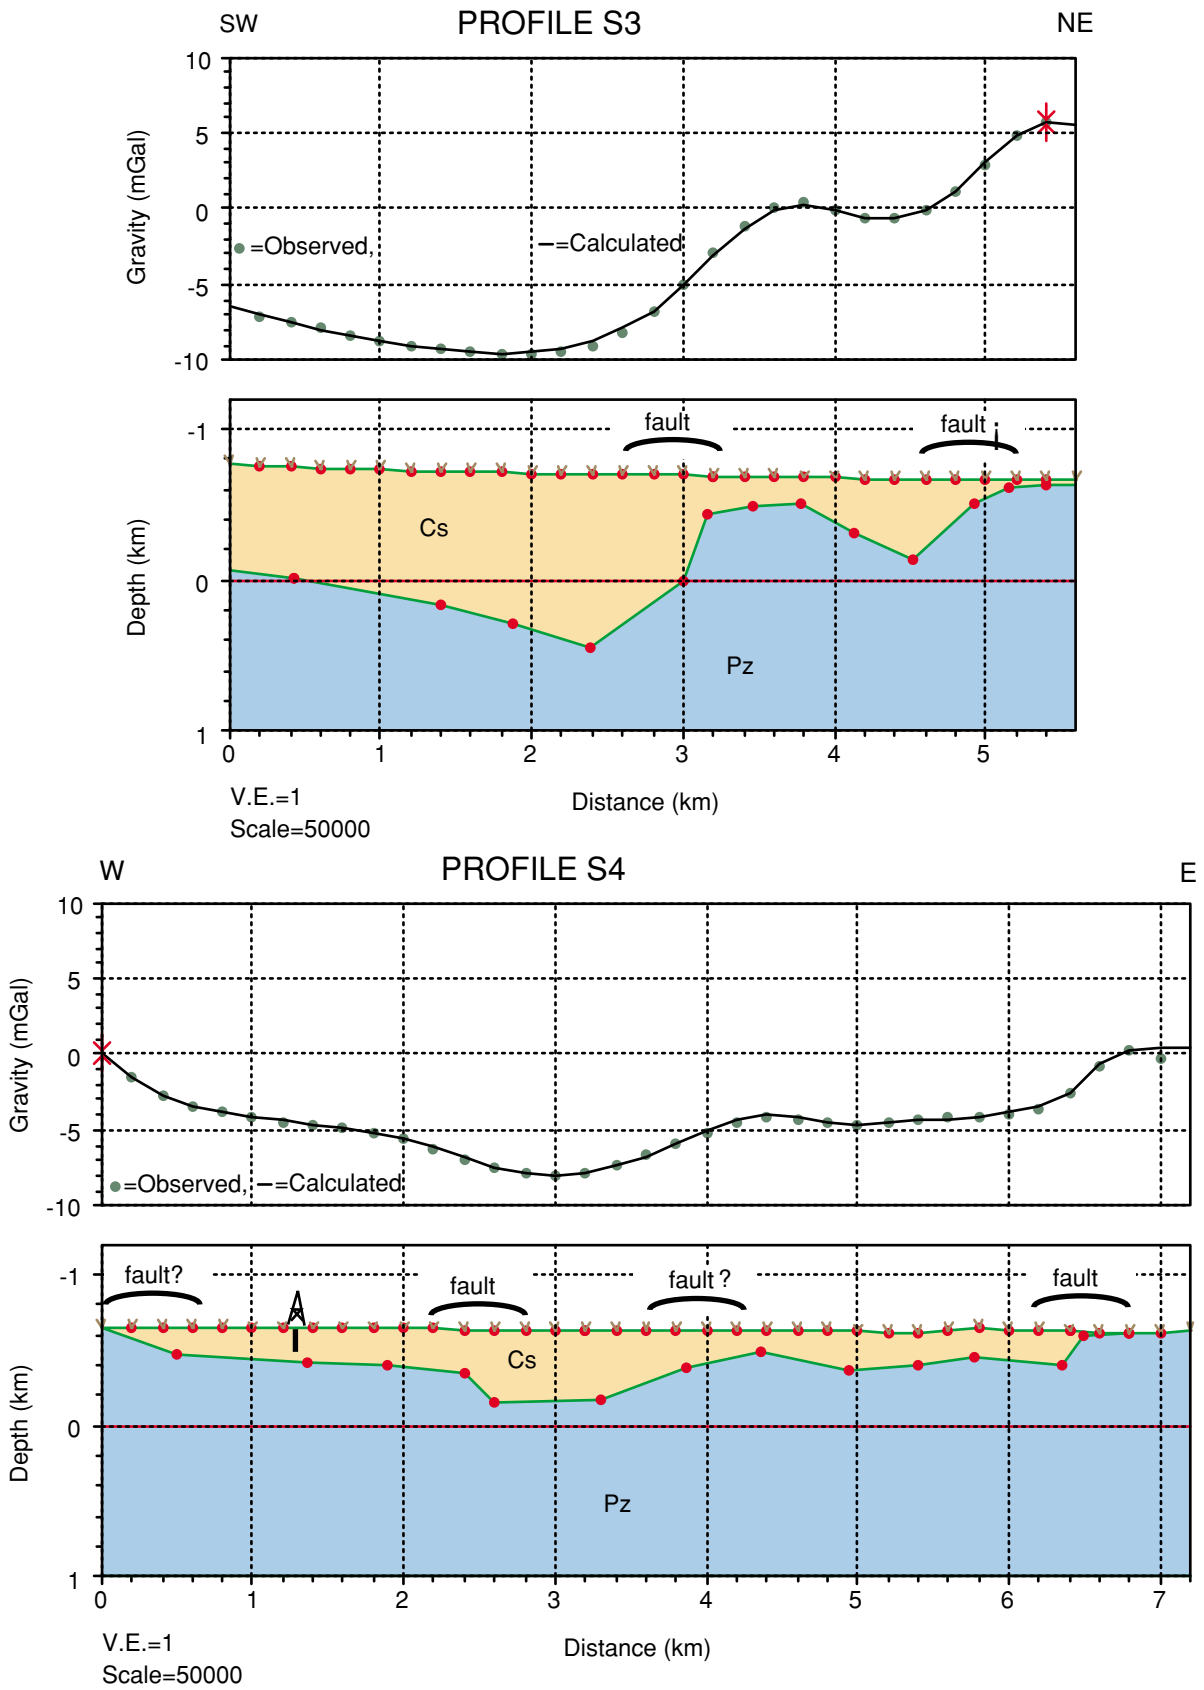 SW PROFILE S3 NE
10
5
0
-5
-10
Gravity (mGal)
=Observed, =Calculated
-1
0
1
Depth (km)
fault fault
Cs
Pz
0 1 2 3 4 5
V.E.=1 Distance (km)
Scale=50000
W PROFILE S4 E
10
5
0
-5
-10
Gravity (mGal)
=Observed, =Calculated
-1
0
1
Depth (km)
fault? fault fault ? fault
Cs
Pz
0 1 2 3 4 5 6 7
V.E.=1 Distance (km)
Scale=50000